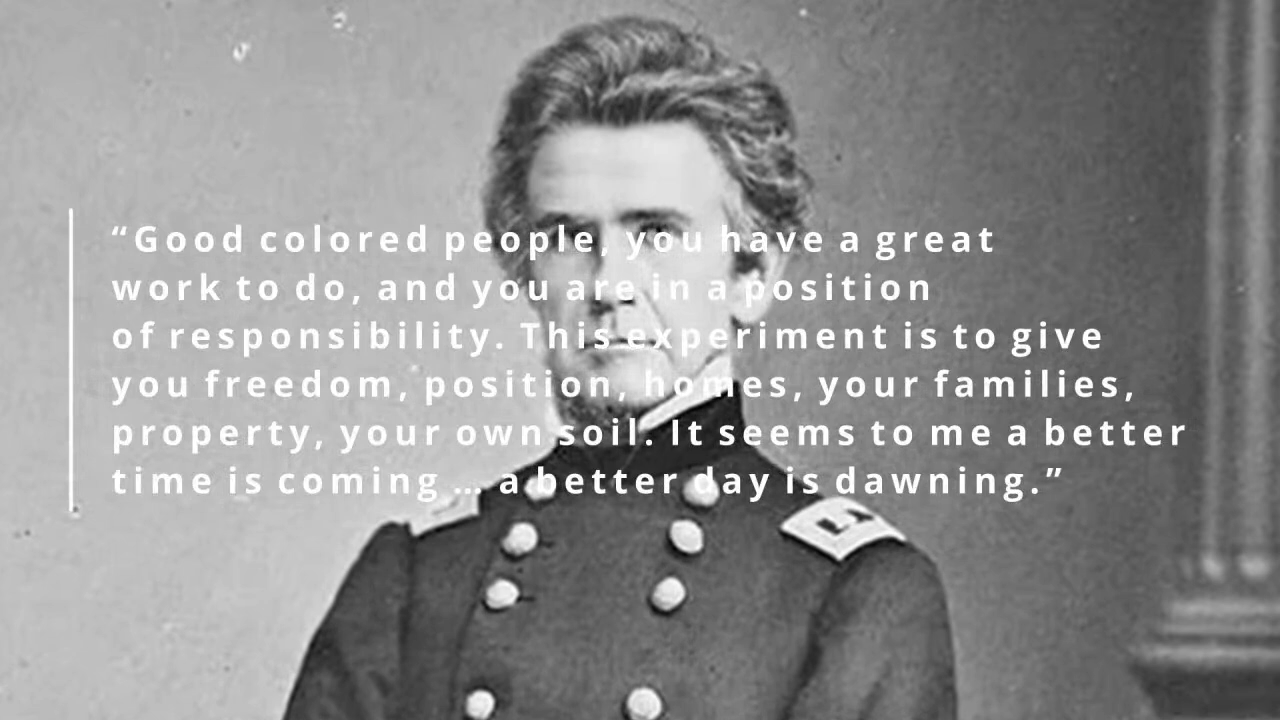 “Good colored people, you have a great
work to do, and you are in a position
of responsibility. This experiment is to give
you freedom, position, homes, your families,
property, your own soil. It seems to me a better
time is coming … a better day is dawning.”